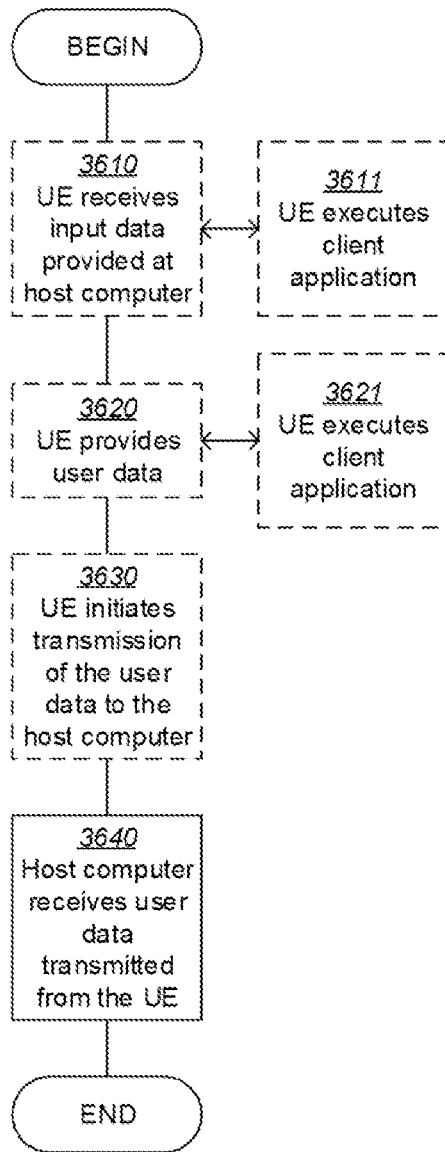 BEGIN
3610
UE receives
input data
provided at
host computer
3611
UE executes
client
application
3620
UE provides
user data
3621
UE executes
client
application
3630
UE initiates
transmission
of the user
data to the
host computer
3640
Host computer
receives user
data
transmitted
from the UE
END